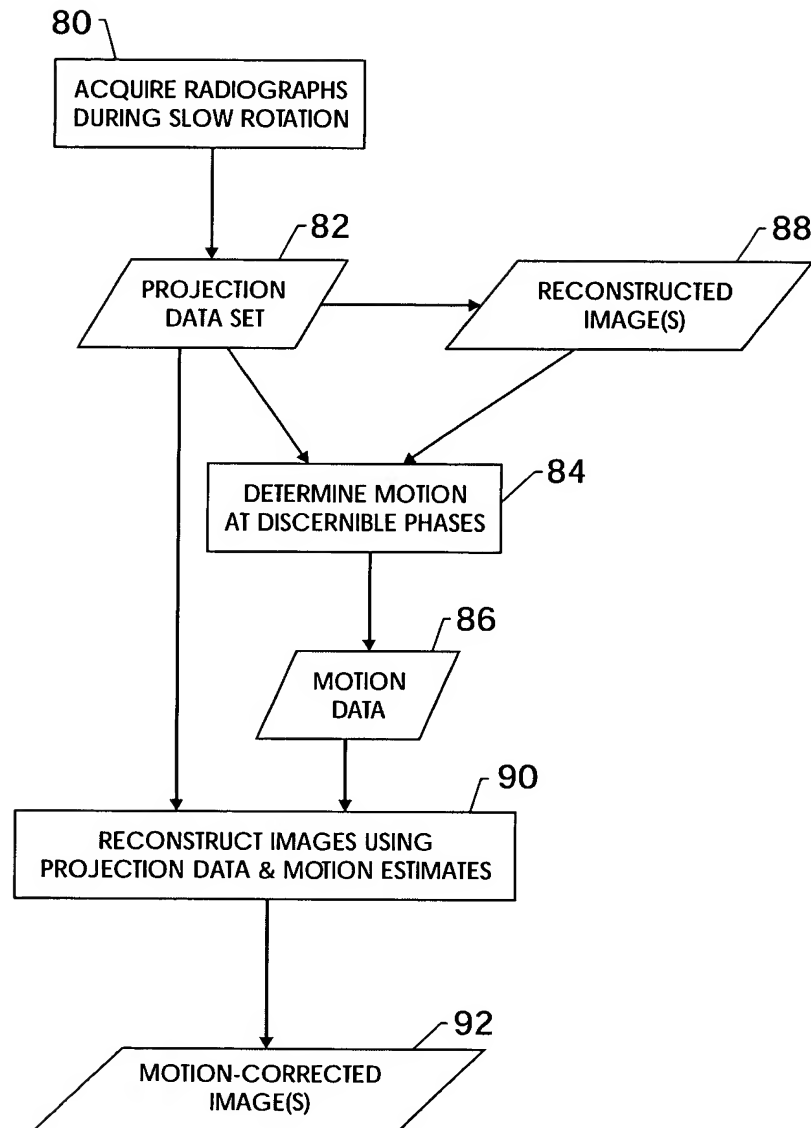 80
ACQUIRE RADIOGRAPHS
DURING SLOW ROTATION
82
PROJECTION
DATA SET
88
RECONSTRUCTED
IMAGE(S)
84
DETERMINE MOTION
AT DISCERNIBLE PHASES
86
MOTION
DATA
90
RECONSTRUCT IMAGES USING
PROJECTION DATA & MOTION ESTIMATES
92
MOTION-CORRECTED
IMAGE(S)